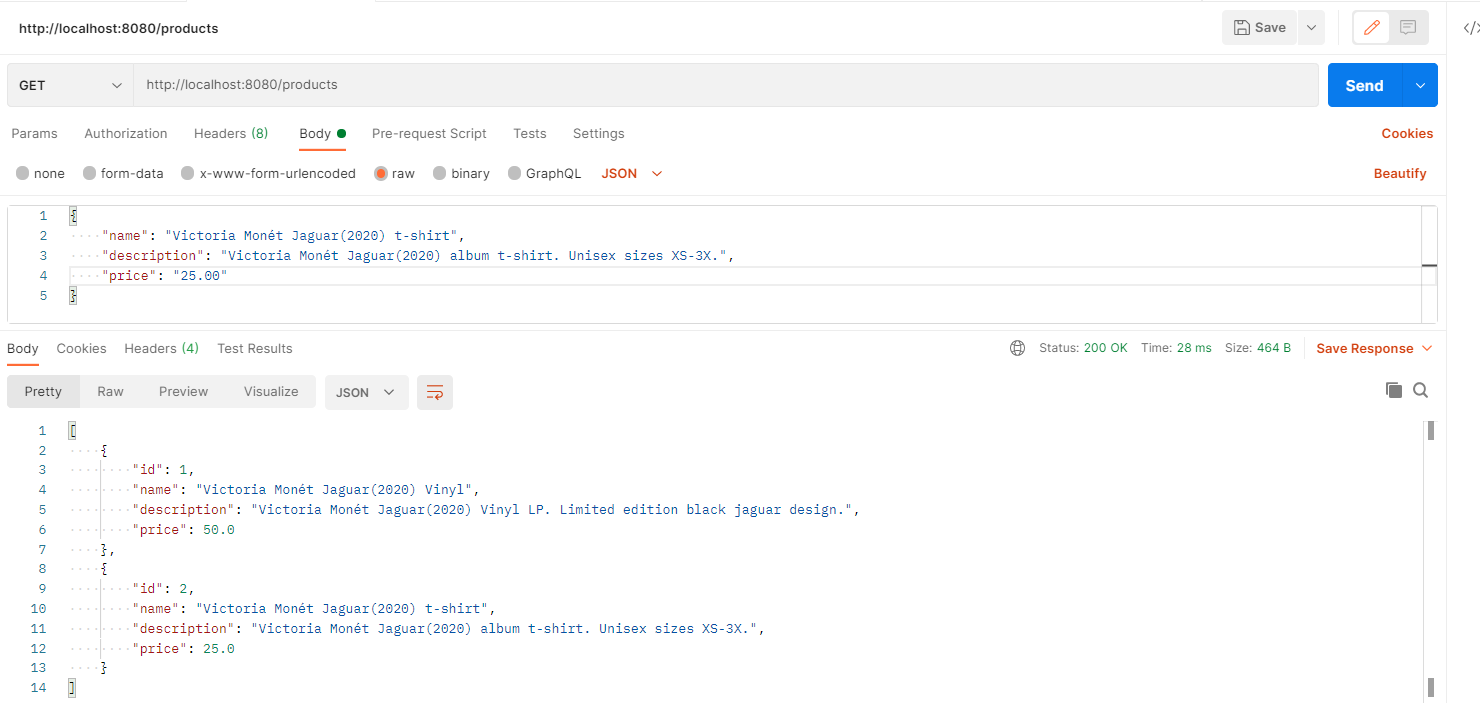 http://localhost:8080/products Save
GET http://localhost:8080/products Send
Params Authorization Headers (8) Body Pre-request Script Tests Settings Cookies
none form-data x-www-form-urlencoded raw binary GraphQL JSON Beautify
1 {
2 "name": "Victoria Monét Jaguar(2020) t-shirt",
3 "description": "Victoria Monét Jaguar(2020) album t-shirt. Unisex sizes XS-3X.",
4 "price": "25.00"
5 }
Body Cookies Headers (4) Test Results Status: 200 OK Time: 28 ms Size: 464 B Save Response
Pretty Raw Preview Visualize JSON
1 [
2 {
3 "id": 1,
4 "name": "Victoria Monét Jaguar(2020) Vinyl",
5 "description": "Victoria Monét Jaguar(2020) Vinyl LP. Limited edition black jaguar design.",
6 "price": 50.0
7 },
8 {
9 "id": 2,
10 "name": "Victoria Monét Jaguar(2020) t-shirt",
11 "description": "Victoria Monét Jaguar(2020) album t-shirt. Unisex sizes XS-3X.",
12 "price": 25.0
13 }
14 ]